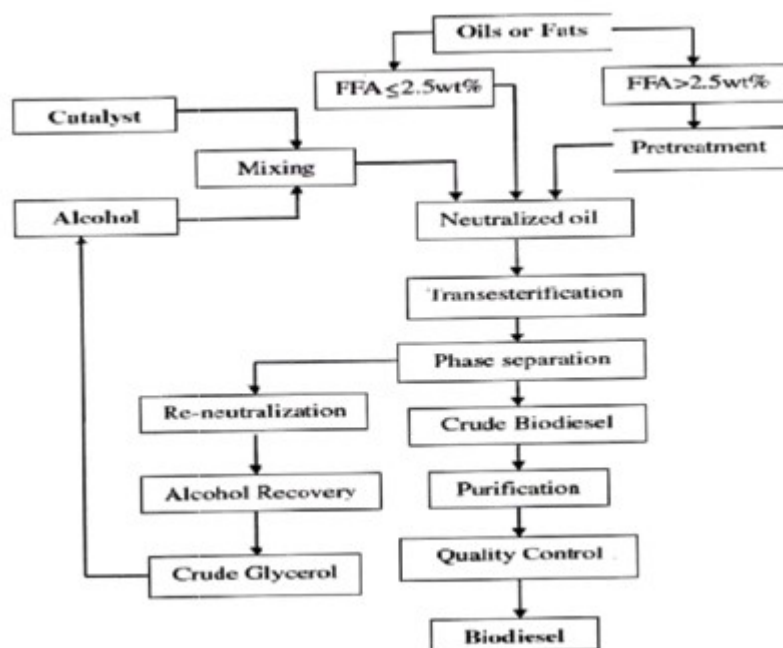 Oils or Fats
FFA≤2.5wt%
FFA>2.5wt%
Catalyst
Mixing
Pretreatment
Alcohol
Neutralized oil
Transesterification
Phase separation
Re-neutralization
Crude Biodiesel
Alcohol Recovery
Purification
Quality Control
Crude Glycerol
Biodiesel